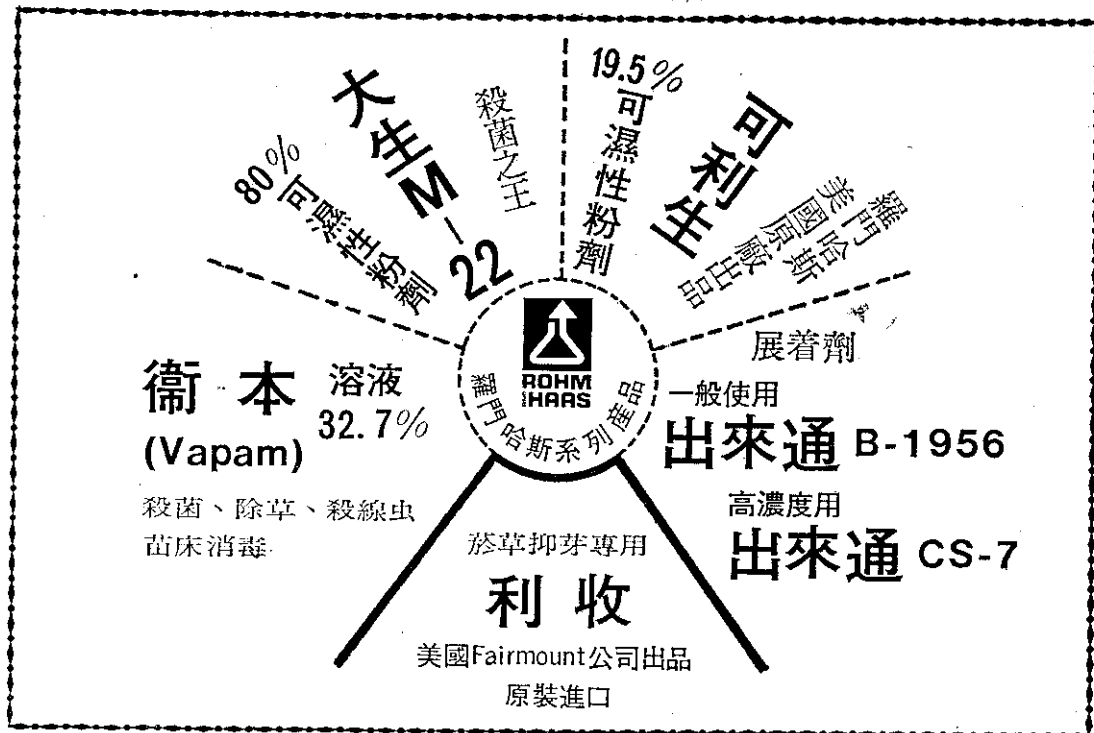 80%可濕性粉劑
大生M-22
殺菌之王
19.5%可濕性粉劑
可利生
羅門哈斯
美國原廠出品
ROHM
AND HAAS
羅門哈斯系列產品
衞本
(Vapam)
溶液
32.7%
殺菌、除草、殺線虫
苗床消毒
展着劑
一般使用
出來通 B-1956
高濃度用
出來通 CS-7
菸草抑芽專用
利收
美國Fairmount公司出品
原裝進口